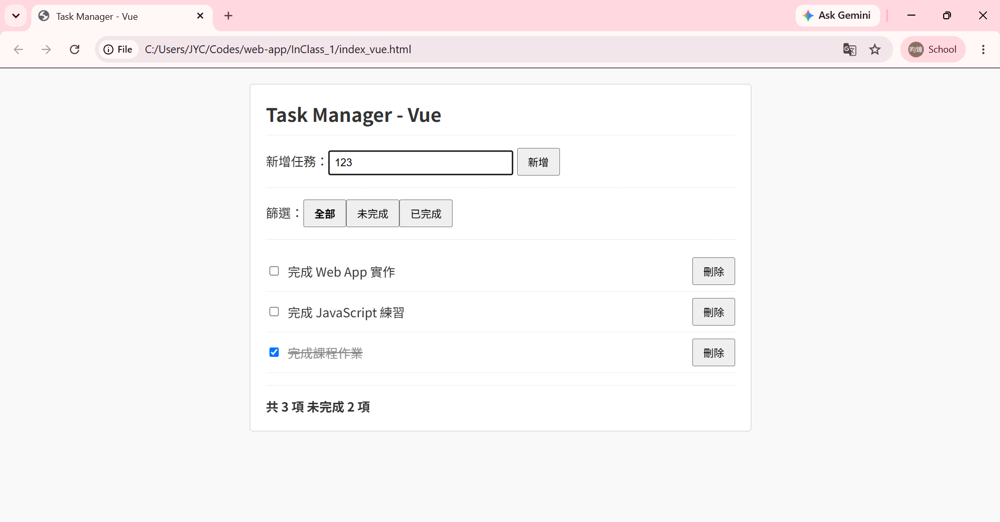 Task Manager - Vue
Ask Gemini
File C:/Users/JYC/Codes/web-app/InClass_1/index_vue.html 昀臻 School
Task Manager - Vue
新增任務： 123 新增
篩選： 全部 未完成 已完成
完成 Web App 實作 刪除
完成 JavaScript 練習 刪除
完成課程作業 刪除
共 3 項 未完成 2 項